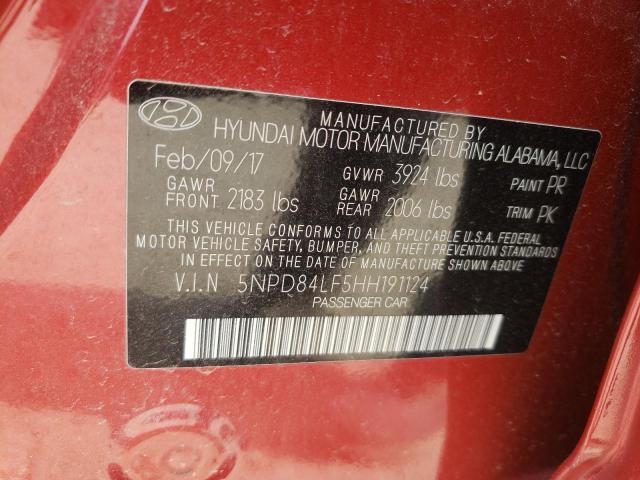 MANUFACTURED BY
HYUNDAI MOTOR MANUFACTURING ALABAMA, LLC
Feb/09/17 GVWR 3924 lbs PAINT PR
GAWR FRONT 2183 lbs GAWR REAR 2006 lbs TRIM PK
THIS VEHICLE CONFORMS TO ALL APPLICABLE U.S.A. FEDERAL
MOTOR VEHICLE SAFETY, BUMPER, AND THEFT PREVENTION STANDARDS
IN EFFECT ON THE DATE OF MANUFACTURE SHOWN ABOVE.
V.I.N 5NPD84LF5HH191124
PASSENGER CAR